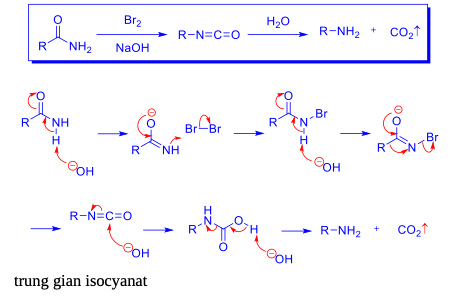 O Br₂ H₂O
R NH₂ NaOH R−N=C=O R−NH₂ + CO₂↑
O O Br O
R NH Br−Br R N Br
H R NH H R N
⊖OH ⊖OH
H
R−N=C=O R N O H R−NH₂ + CO₂↑
⊖OH O ⊖OH
trung gian isocyanat